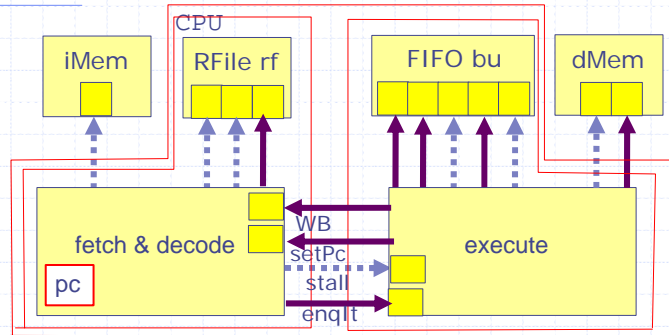 CPU
iMem
RFile rf
FIFO bu
dMem
fetch & decode
pc
WB
setPc
stall
enqIt
execute